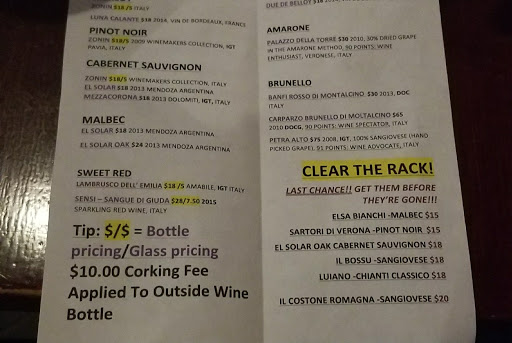 $18/5 ITALY
LUNA CALANTE $18 2014, VIN DE BORDEAUX, FRANCE
PINOT NOIR
ZONIN $18/5 2009 WINEMAKERS COLLECTION, IGT
PAVIA, ITALY
CABERNET SAUVIGNON
ZONIN $18/5 WINEMAKERS COLLECTION, ITALY
EL SOLAR $18 2013 MENDOZA ARGENTINA
MEZZACORONA $18 2013 DOLOMITI, IGT, ITALY
MALBEC
EL SOLAR $18 2013 MENDOZA ARGENTINA
EL SOLAR OAK $24 2013 MENDOZA ARGENTINA
SWEET RED
LAMBRUSCO DELL' EMILIA $18 /5 AMABILE, IGT ITALY
SENSI – SANGUE DI GIUDA $28/7.50 2015
SPARKLING RED WINE, ITALY
Tip: $/$ = Bottle
pricing/Glass pricing
$10.00 Corking Fee
Applied To Outside Wine
Bottle
DUE DE BELLOY $18
AMARONE
PALAZZO DELLA TORRE $30 2010, 30% DRIED GRAPE
IN THE AMARONE METHOD, 90 POINTS: WINE
ENTHUSIAST, VERONESE, ITALY
BRUNELLO
BANFI ROSSO DI MONTALCINO $30 2013, DOC
ITALY
CARPARZO BRUNELLO DI MOLTALCINO $65
2010 DOCG, 90 POINTS: WINE SPECTATOR, ITALY
PETRA ALTO $75 2008, IGT, 100% SANGIOVESE (HAND
PICKED GRAPE), 91 POINTS: WINE ADVOCATE, ITALY
CLEAR THE RACK!
LAST CHANCE!! GET THEM BEFORE
THEY'RE GONE!!!
ELSA BIANCHI -MALBEC $15
SARTORI DI VERONA -PINOT NOIR $15
EL SOLAR OAK CABERNET SAUVIGNON $18
IL BOSSU -SANGIOVESE $18
LUIANO -CHIANTI CLASSICO $18
IL COSTONE ROMAGNA -SANGIOVESE $20